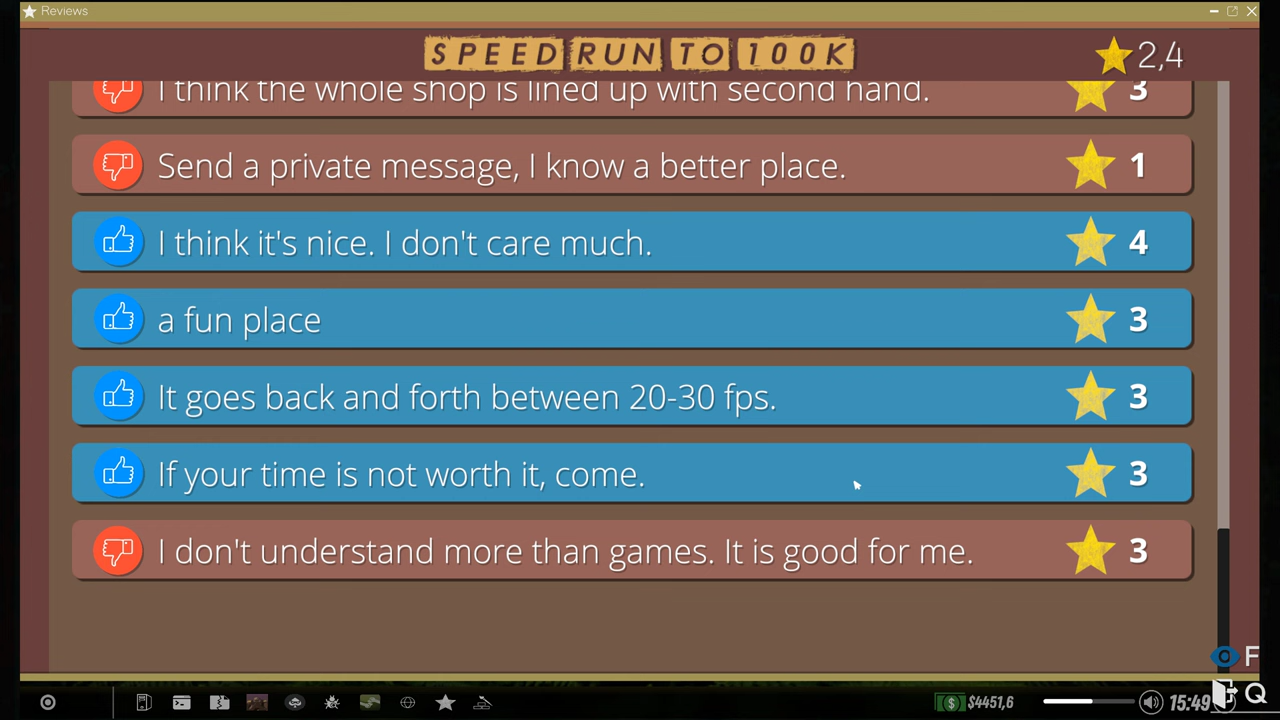 Reviews
SPEED RUN TO 100K
2,4
I think the whole shop is lined up with second hand. 3
Send a private message, I know a better place. 1
I think it's nice. I don't care much. 4
a fun place 3
It goes back and forth between 20-30 fps. 3
If your time is not worth it, come. 3
I don't understand more than games. It is good for me. 3
F
$4451,6 15:49 Q